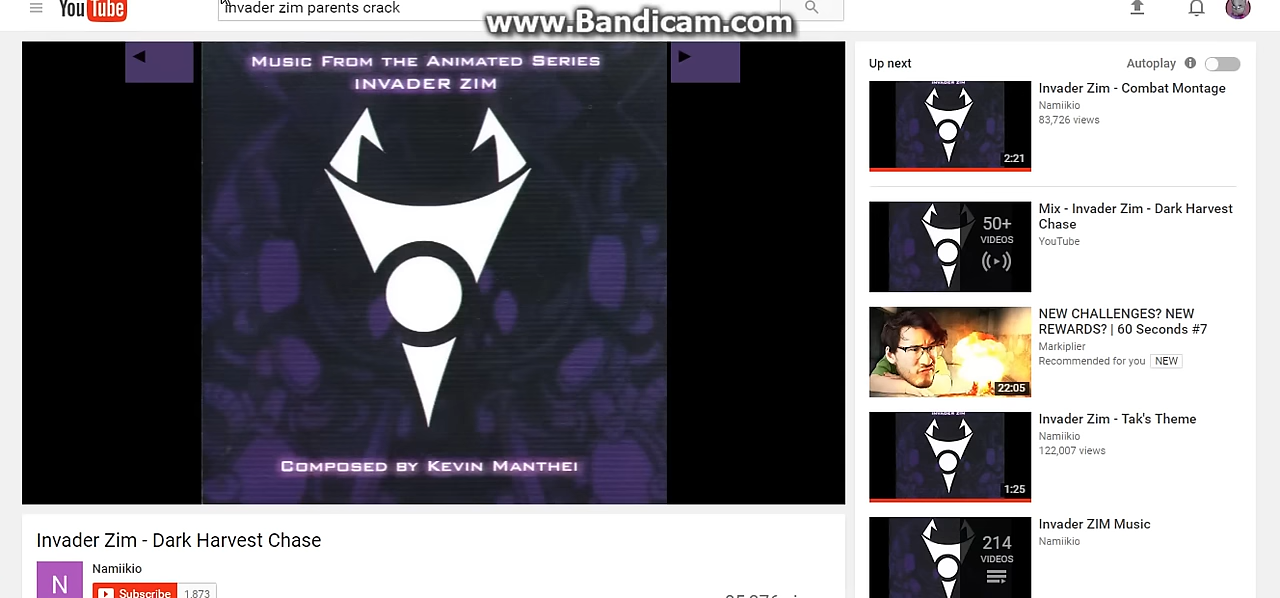 YouTube
invader zim parents crack
www.Bandicam.com
MUSIC FROM THE ANIMATED SERIES
INVADER ZIM
COMPOSED BY KEVIN MANTHEI
Invader Zim - Dark Harvest Chase
N
Namiikio
Subscribe
1,873
Up next
Autoplay
INVADER ZIM
2:21
Invader Zim - Combat Montage
Namiikio
83,726 views
50+
VIDEOS
Mix - Invader Zim - Dark Harvest
Chase
YouTube
22:05
NEW CHALLENGES? NEW
REWARDS? | 60 Seconds #7
Markiplier
Recommended for you NEW
INVADER ZIM
1:25
Invader Zim - Tak's Theme
Namiikio
122,007 views
214
VIDEOS
Invader ZIM Music
Namiikio